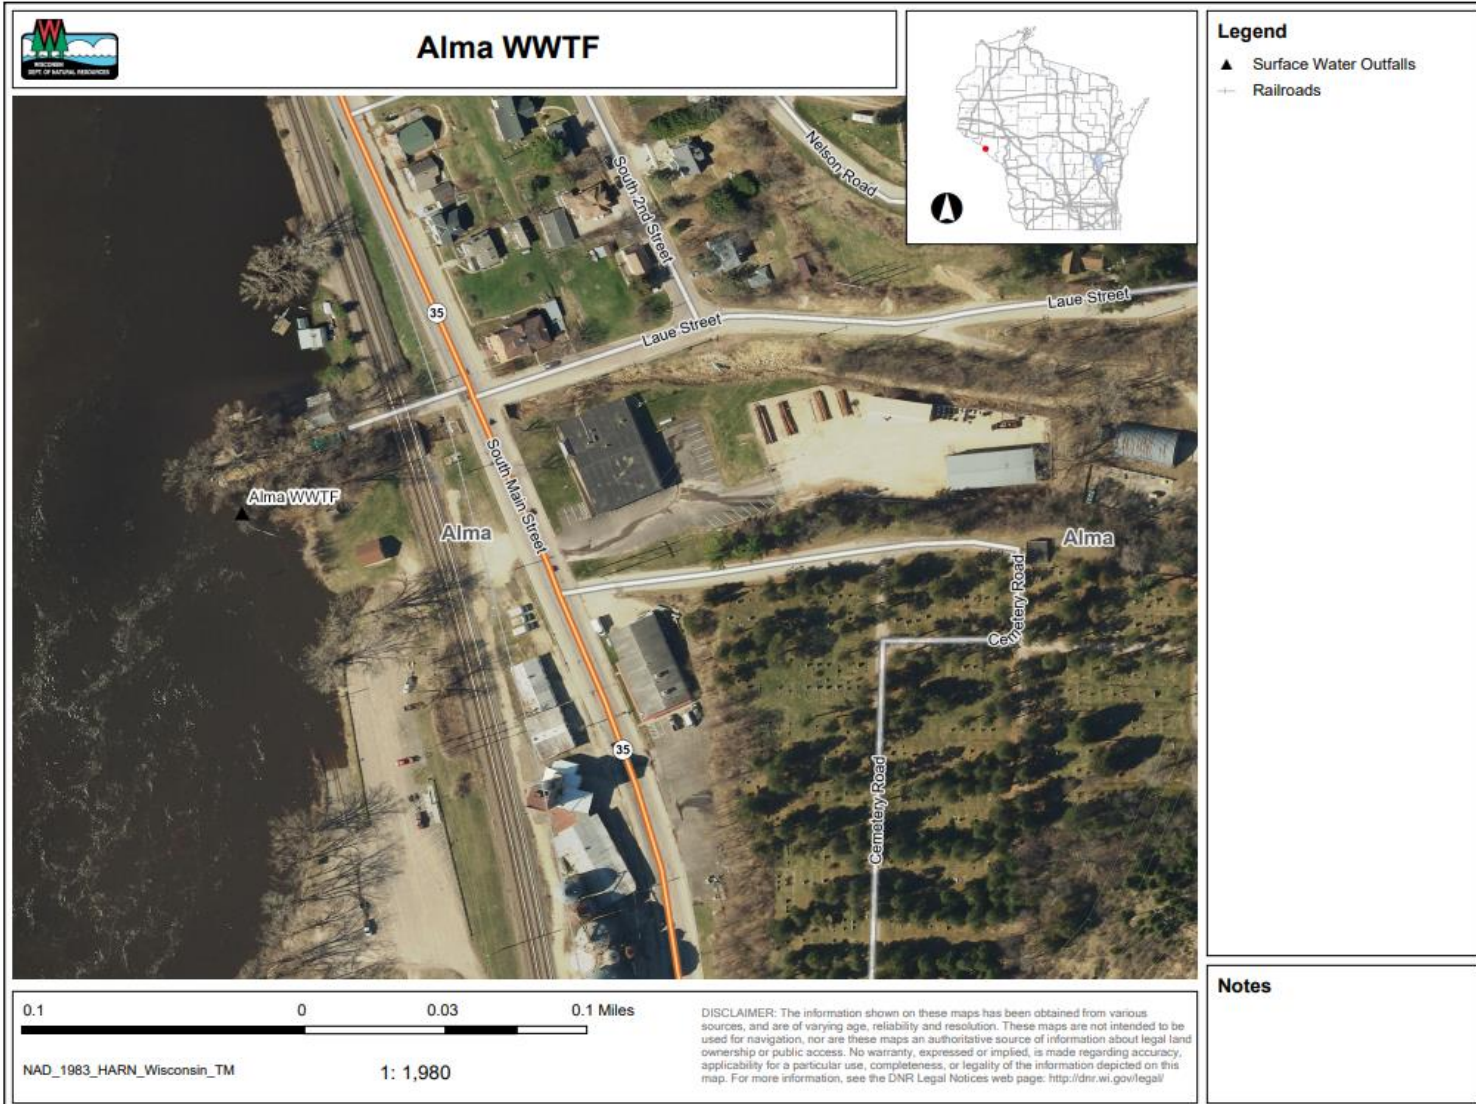 WISCONSIN
DEPT. OF NATURAL RESOURCES
Alma WWTF
Legend
Surface Water Outfalls
Railroads
Nelson Road
South 2nd Street
35
Laue Street
Laue Street
South Main Street
Alma WWTF
Alma
Alma
Cemetery Road
Cemetery Road
35
0.1
0
0.03
0.1 Miles
NAD_1983_HARN_Wisconsin_TM
1: 1,980
DISCLAIMER: The information shown on these maps has been obtained from various
sources, and are of varying age, reliability and resolution. These maps are not intended to be
used for navigation, nor are these maps an authoritative source of information about legal land
ownership or public access. No warranty, expressed or implied, is made regarding accuracy,
applicability for a particular use, completeness, or legality of the information depicted on this
map. For more information, see the DNR Legal Notices web page: http://dnr.wi.gov/legal/
Notes